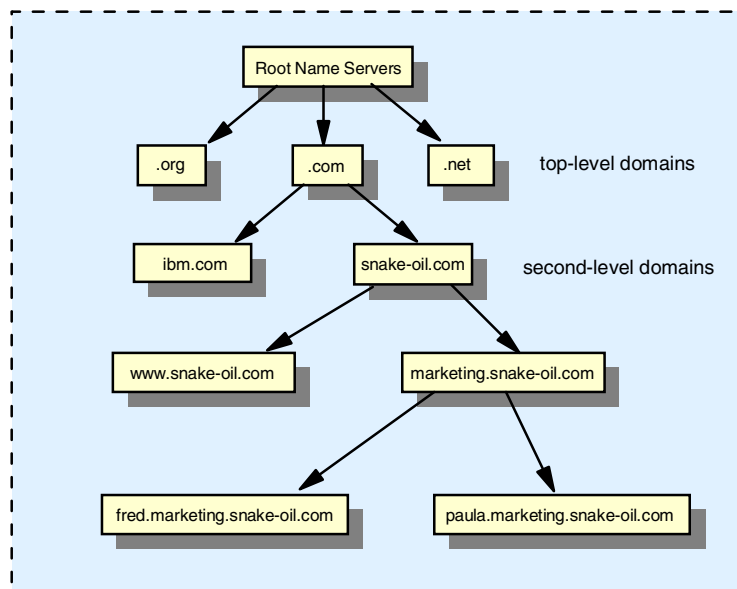 Root Name Servers
.org
.com
.net
top-level domains
ibm.com
snake-oil.com
second-level domains
www.snake-oil.com
marketing.snake-oil.com
fred.marketing.snake-oil.com
paula.marketing.snake-oil.com